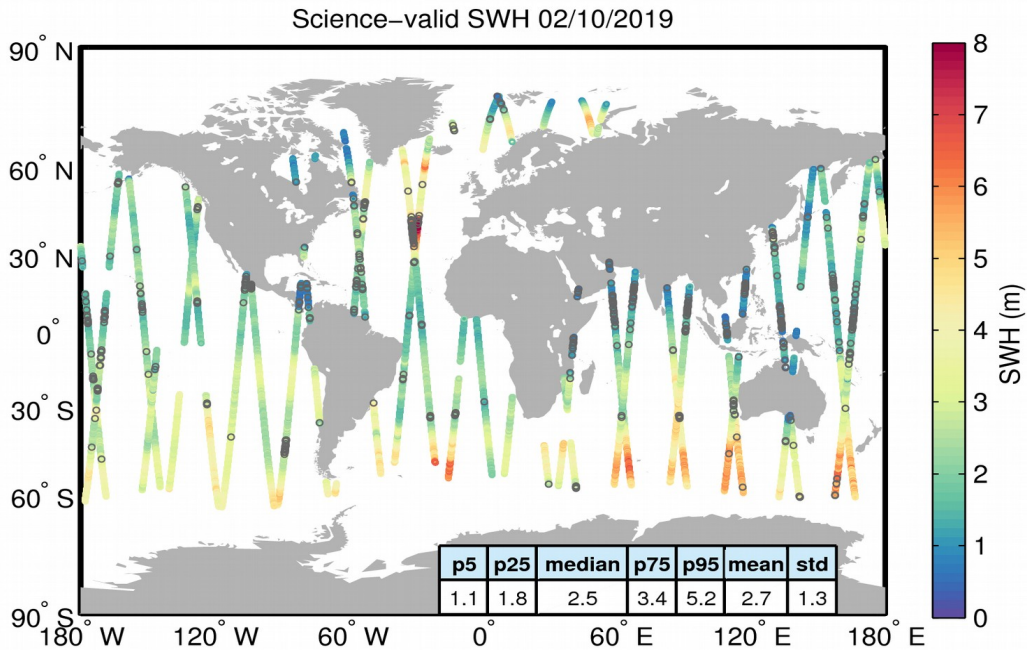 Science−valid SWH 02/10/2019
90° N
60° N
30° N
0°
30° S
60° S
90° S
180° W
120° W
60° W
0°
60° E
120° E
180° E
p5 p25 median p75 p95 mean std
1.1 1.8 2.5 3.4 5.2 2.7 1.3
8
7
6
5
4
3
2
1
0
SWH (m)